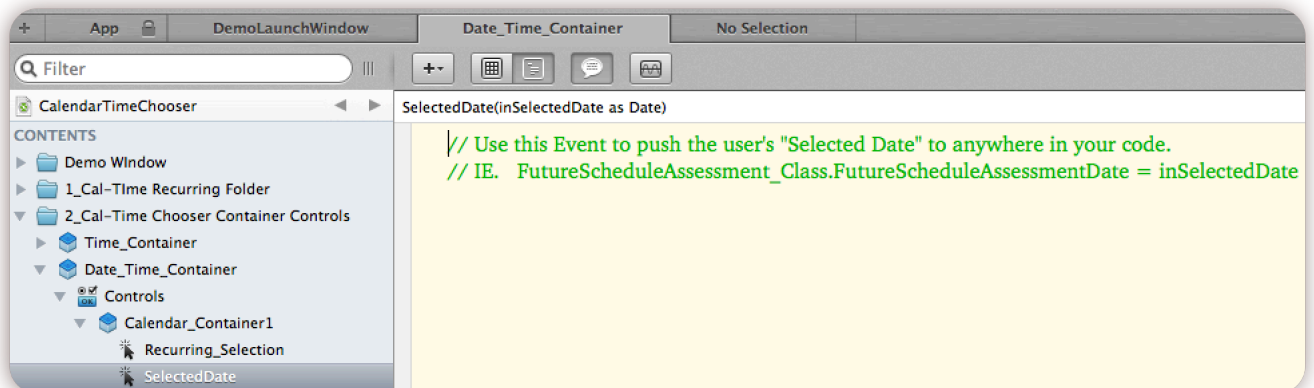 App
DemoLaunchWindow
Date_Time_Container
No Selection
Filter
CalendarTimeChooser
SelectedDate(inSelectedDate as Date)
CONTENTS
Demo WIndow
1_Cal-TIme Recurring Folder
2_Cal-Time Chooser Container Controls
Time_Container
Date_Time_Container
Controls
Calendar_Container1
Recurring_Selection
SelectedDate
// Use this Event to push the user's "Selected Date" to anywhere in your code.
// IE. FutureScheduleAssessment_Class.FutureScheduleAssessmentDate = inSelectedDate